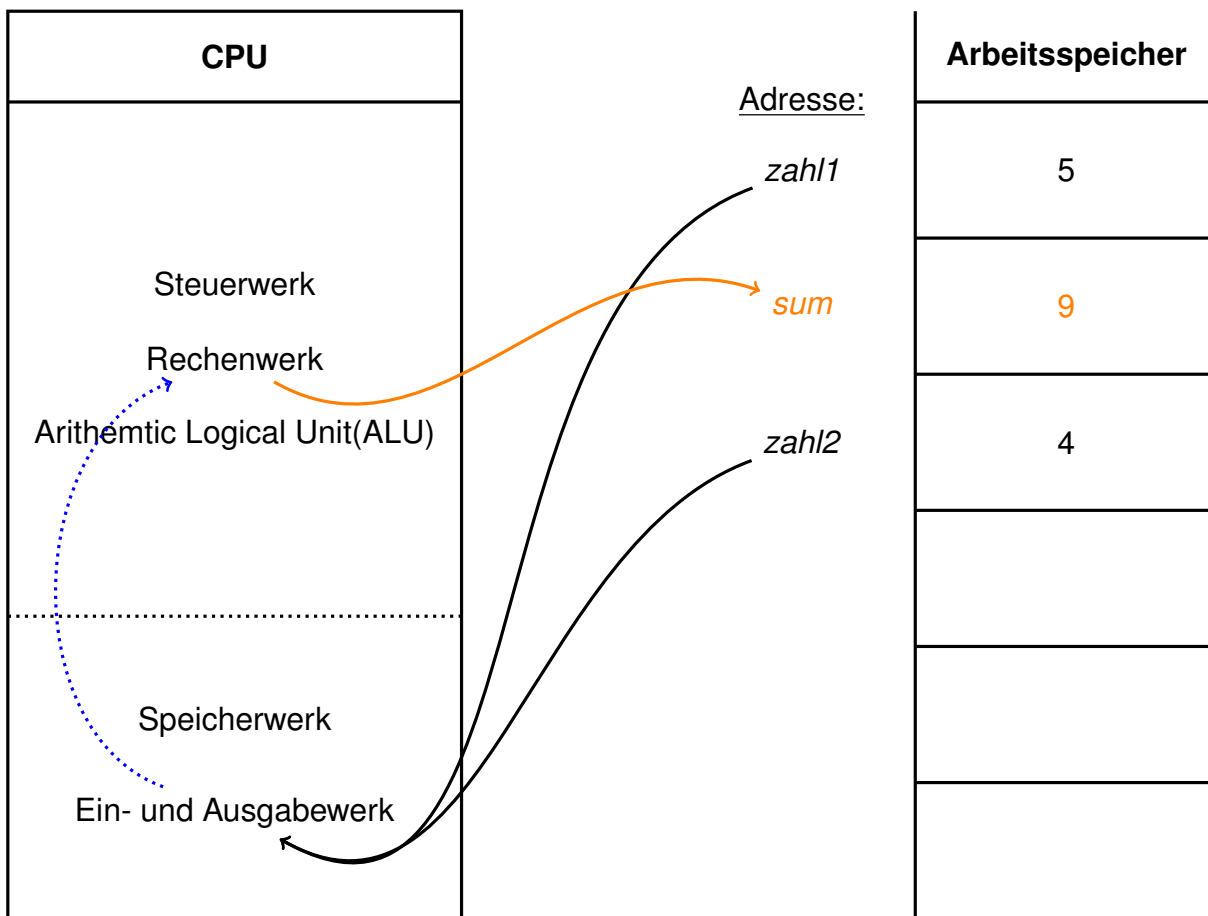 CPU
Steuerwerk
Rechenwerk
Arithemtic Logical Unit(ALU)
Speicherwerk
Ein- und Ausgabewerk
Adresse:
zahl1
sum
zahl2
Arbeitsspeicher
5
9
4